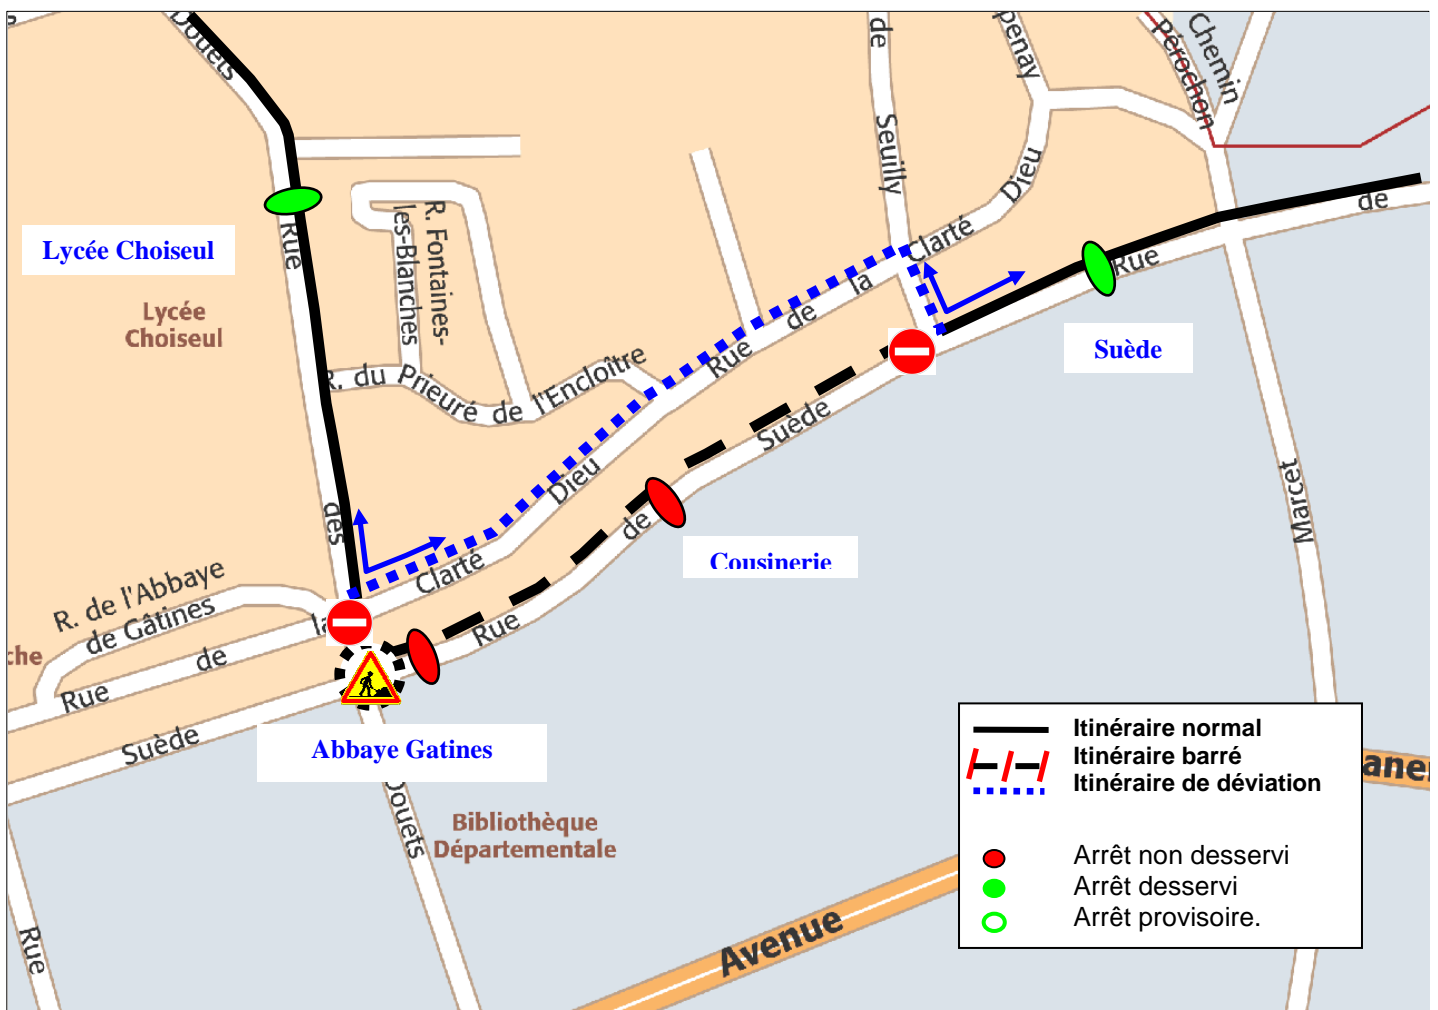 Douets
de
penay
Chemin
pérochon
Seuilly
Rue
R. Fontaines-
les-Blanches
Lycée Choiseul
Lycée
Choiseul
Clarté
Dieu
de
Rue
la
de
Rue
Suède
R. du Prieuré de l'Encloître
Suède
Marcet
des
Dieu
de
Cousinerie
Clarté
R. de l'Abbaye
de Gâtines
la
Rue
che
de
Rue
Suède
Abbaye Gatines
Douets
Bibliothèque
Départementale
Rue
Avenue
Itinéraire normal
Itinéraire barré
Itinéraire de déviation
Arrêt non desservi
Arrêt desservi
Arrêt provisoire.